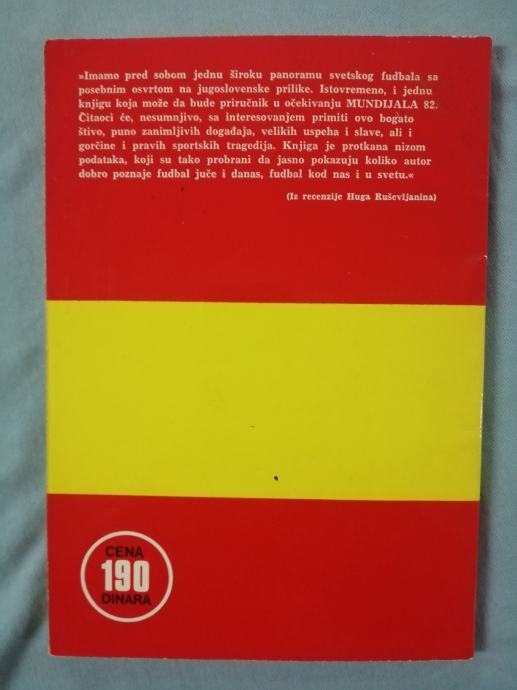 »Imamo pred sobom jednu široku panoramu svetskog fudbala sa
posebnim osvrtom na jugoslovenske prilike. Istovremeno, i jednu
knjigu koja može da bude priručnik u očekivanju MUNDIJALA 82.
Čitaoci će, nesumnjivo, sa interesovanjem primiti ovo bogato
štivo, puno zanimljivih događaja, velikih uspeha i slave, ali i
gorčine i pravih sportskih tragedija. Knjiga je protkana nizom
podataka, koji su tako probrani da jasno pokazuju koliko autor
dobro poznaje fudbal juče i danas, fudbal kod nas i u svetu.«
(Iz recenzije Huga Ruševljanina)
CENA
190
DINARA